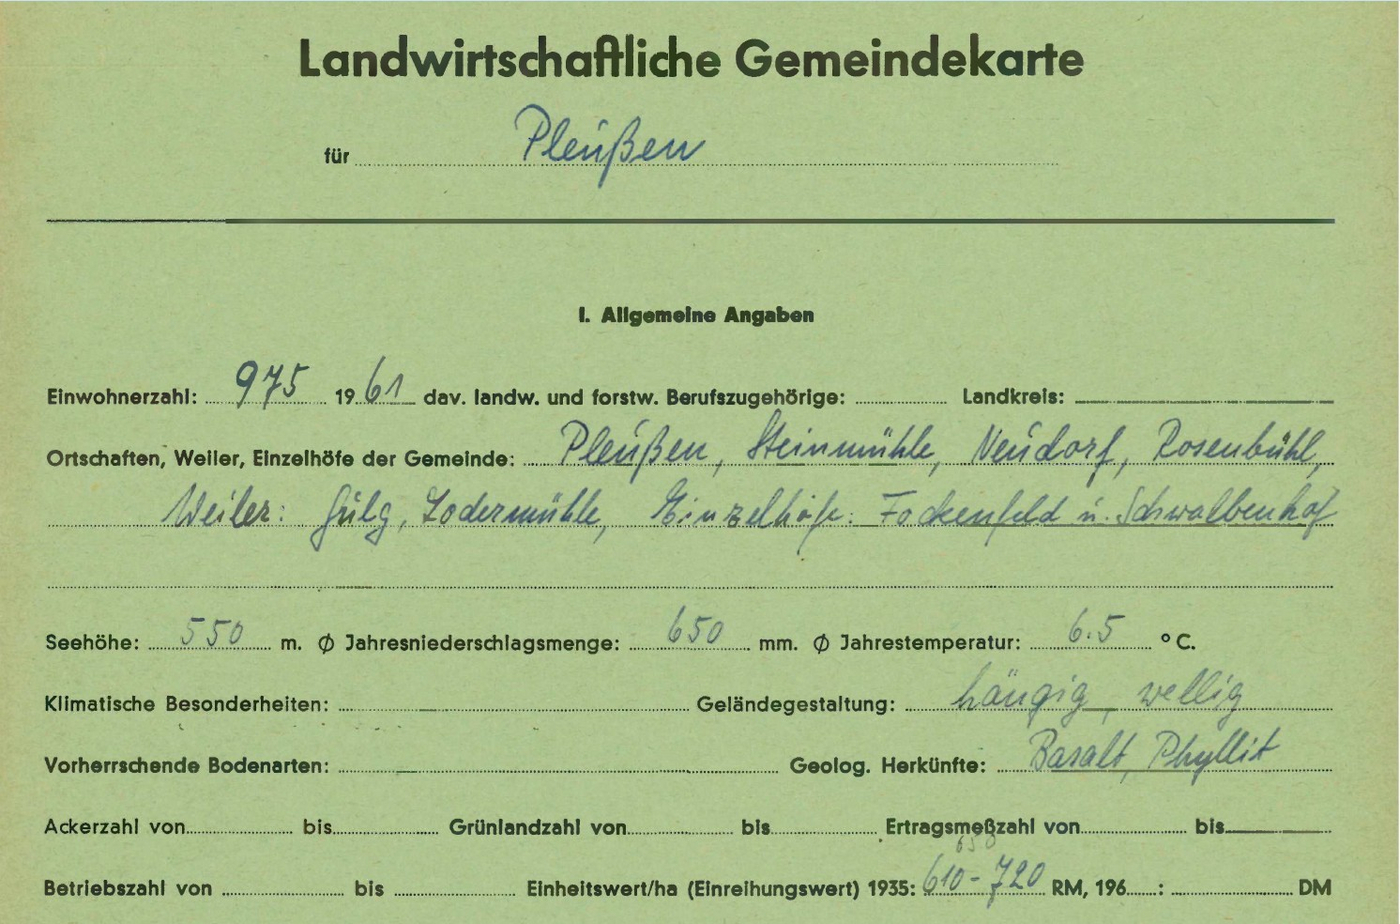 Landwirtschaftliche Gemeindekarte
für Pleußen
I. Allgemeine Angaben
Einwohnerzahl: 975 1961 dav. landw. und forstw. Berufszugehörige: Landkreis:
Ortschaften, Weiler, Einzelhöfe der Gemeinde: Pleußen, Steinmühle, Neudorf, Rosenbühl,
Weiler: Gulg, Lodermühle, Einzelhöfe: Fockenfeld u. Schwalbenhof
Seehöhe: 550 m. ∅ Jahresniederschlagsmenge: 650 mm. ∅ Jahrestemperatur: 6.5 °C.
Klimatische Besonderheiten: Geländegestaltung: hängig, wellig
Vorherrschende Bodenarten: Geolog. Herkünfte: Basalt, Phyllit
Ackerzahl von bis Grünlandzahl von bis Ertragsmeßzahl von bis
650
Betriebszahl von bis Einheitswert/ha (Einreihungswert) 1935: 610-720 RM, 196 : DM